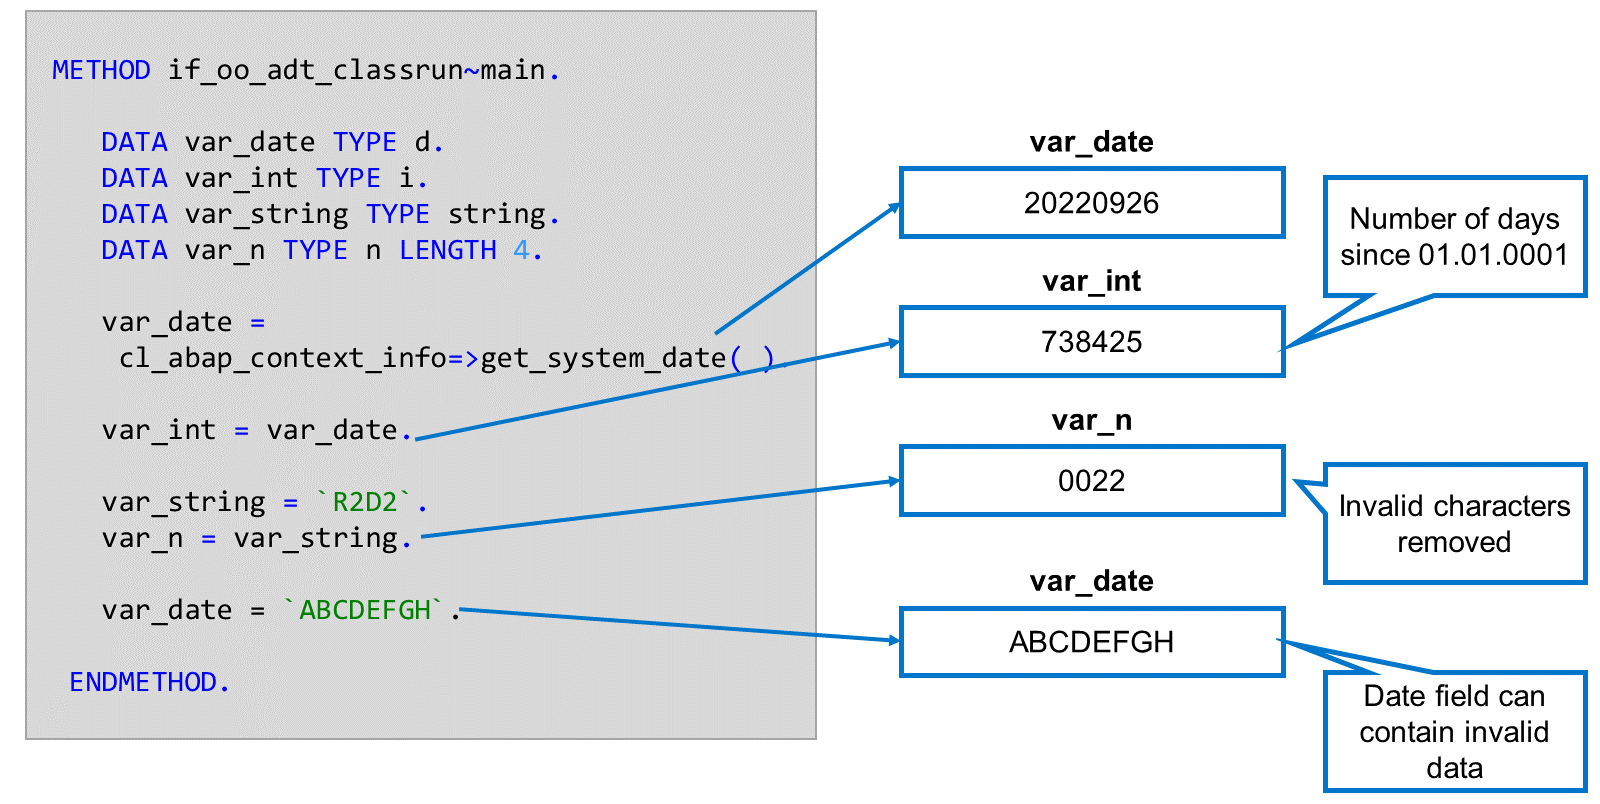 METHOD if_oo_adt_classrun~main.
DATA var_date TYPE d.
DATA var_int TYPE i.
DATA var_string TYPE string.
DATA var_n TYPE n LENGTH 4.
var_date =
cl_abap_context_info=>get_system_date( ).
var_int = var_date.
var_string = `R2D2`.
var_n = var_string.
var_date = `ABCDEFGH`.
ENDMETHOD.
var_date
20220926
var_int
738425
Number of days
since 01.01.0001
var_n
0022
Invalid characters
removed
var_date
ABCDEFGH
Date field can
contain invalid
data